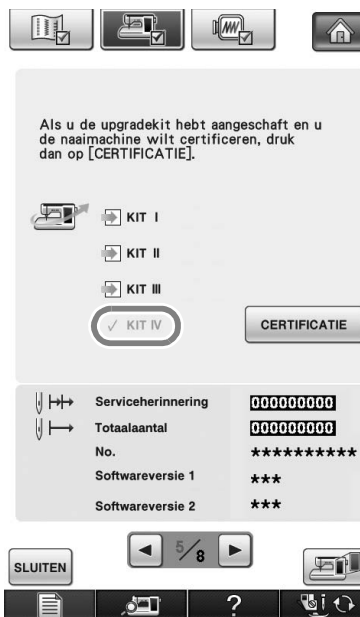 Als u de upgradekit hebt aangeschaft en u
de naaimachine wilt certificeren, druk
dan op [CERTIFICATIE].
KIT I
KIT II
KIT III
✓ KIT IV
CERTIFICATIE
Serviceherinnering 000000000
Totaalaantal 000000000
No. **********
Softwareversie 1 ***
Softwareversie 2 ***
5/8
SLUITEN
?